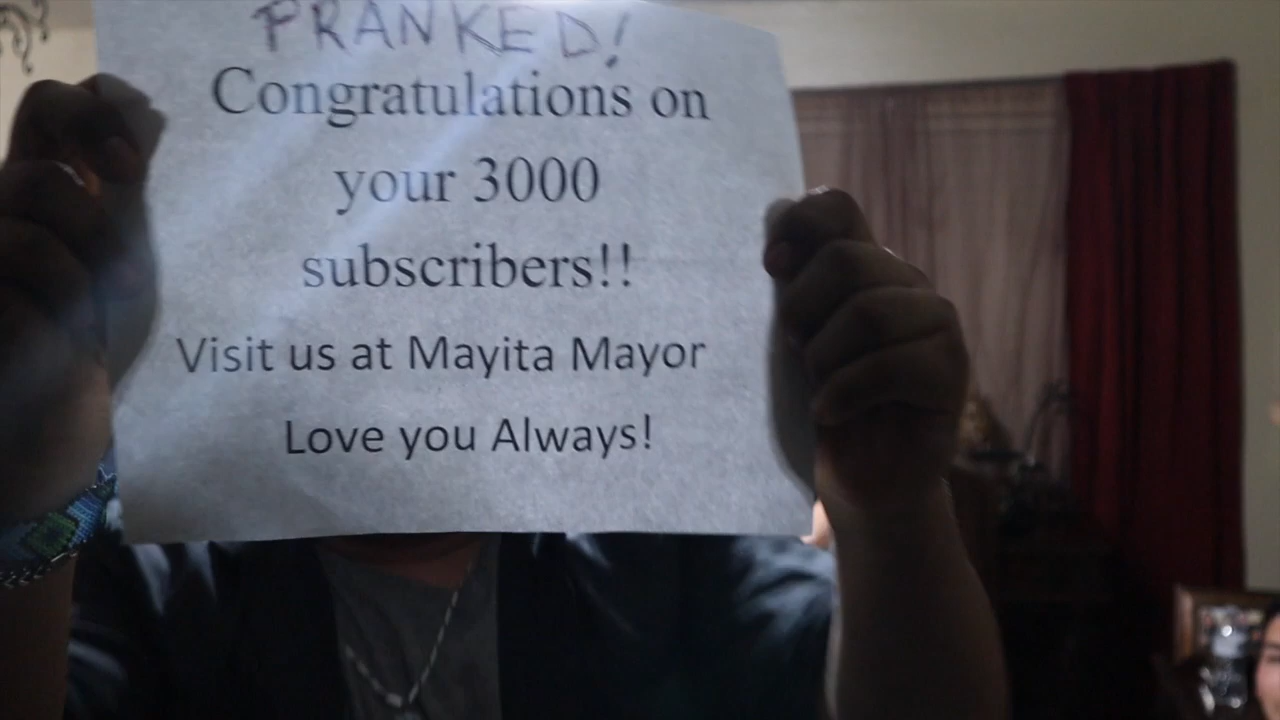 PRANKED!
Congratulations on
your 3000
subscribers!!
Visit us at Mayita Mayor
Love you Always!